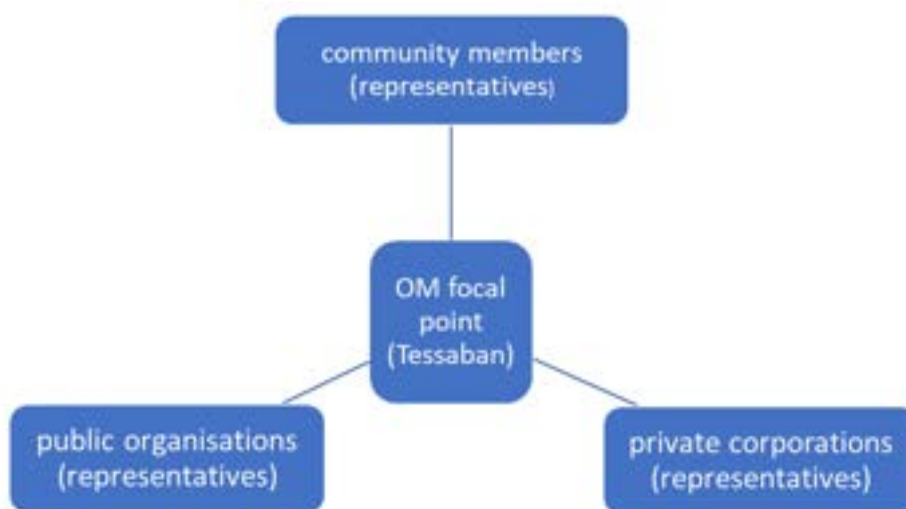 community members
(representatives)
OM focal
point
(Tessaban)
public organisations
(representatives)
private corporations
(representatives)